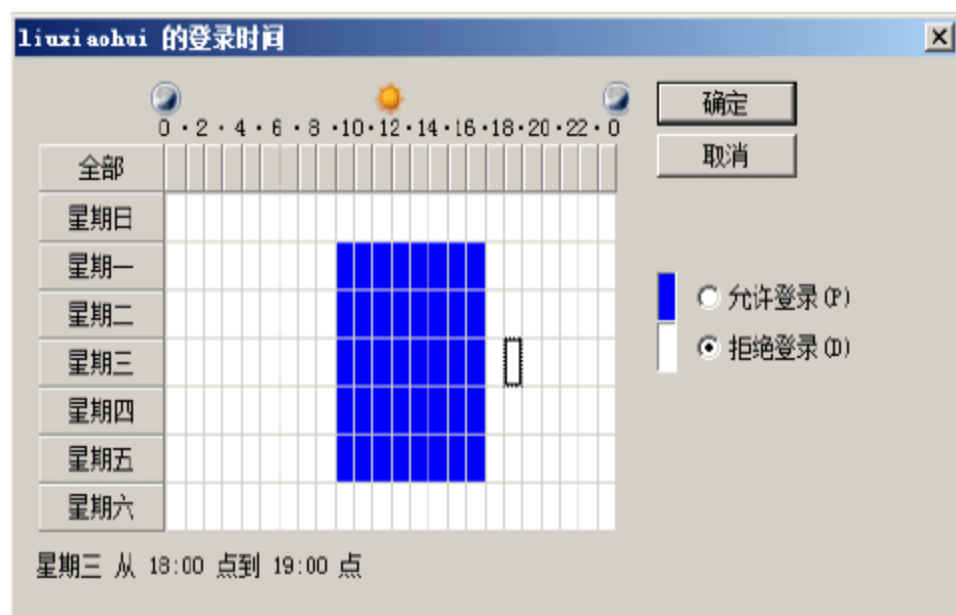 liuxiaohui 的登录时间
确定
0 · 2 · 4 · 6 · 8 ·10·12·14·16·18·20·22· 0
取消
全部
星期日
星期一
允许登录(P)
星期二
拒绝登录(D)
星期三
星期四
星期五
星期六
星期三 从 18:00 点到 19:00 点